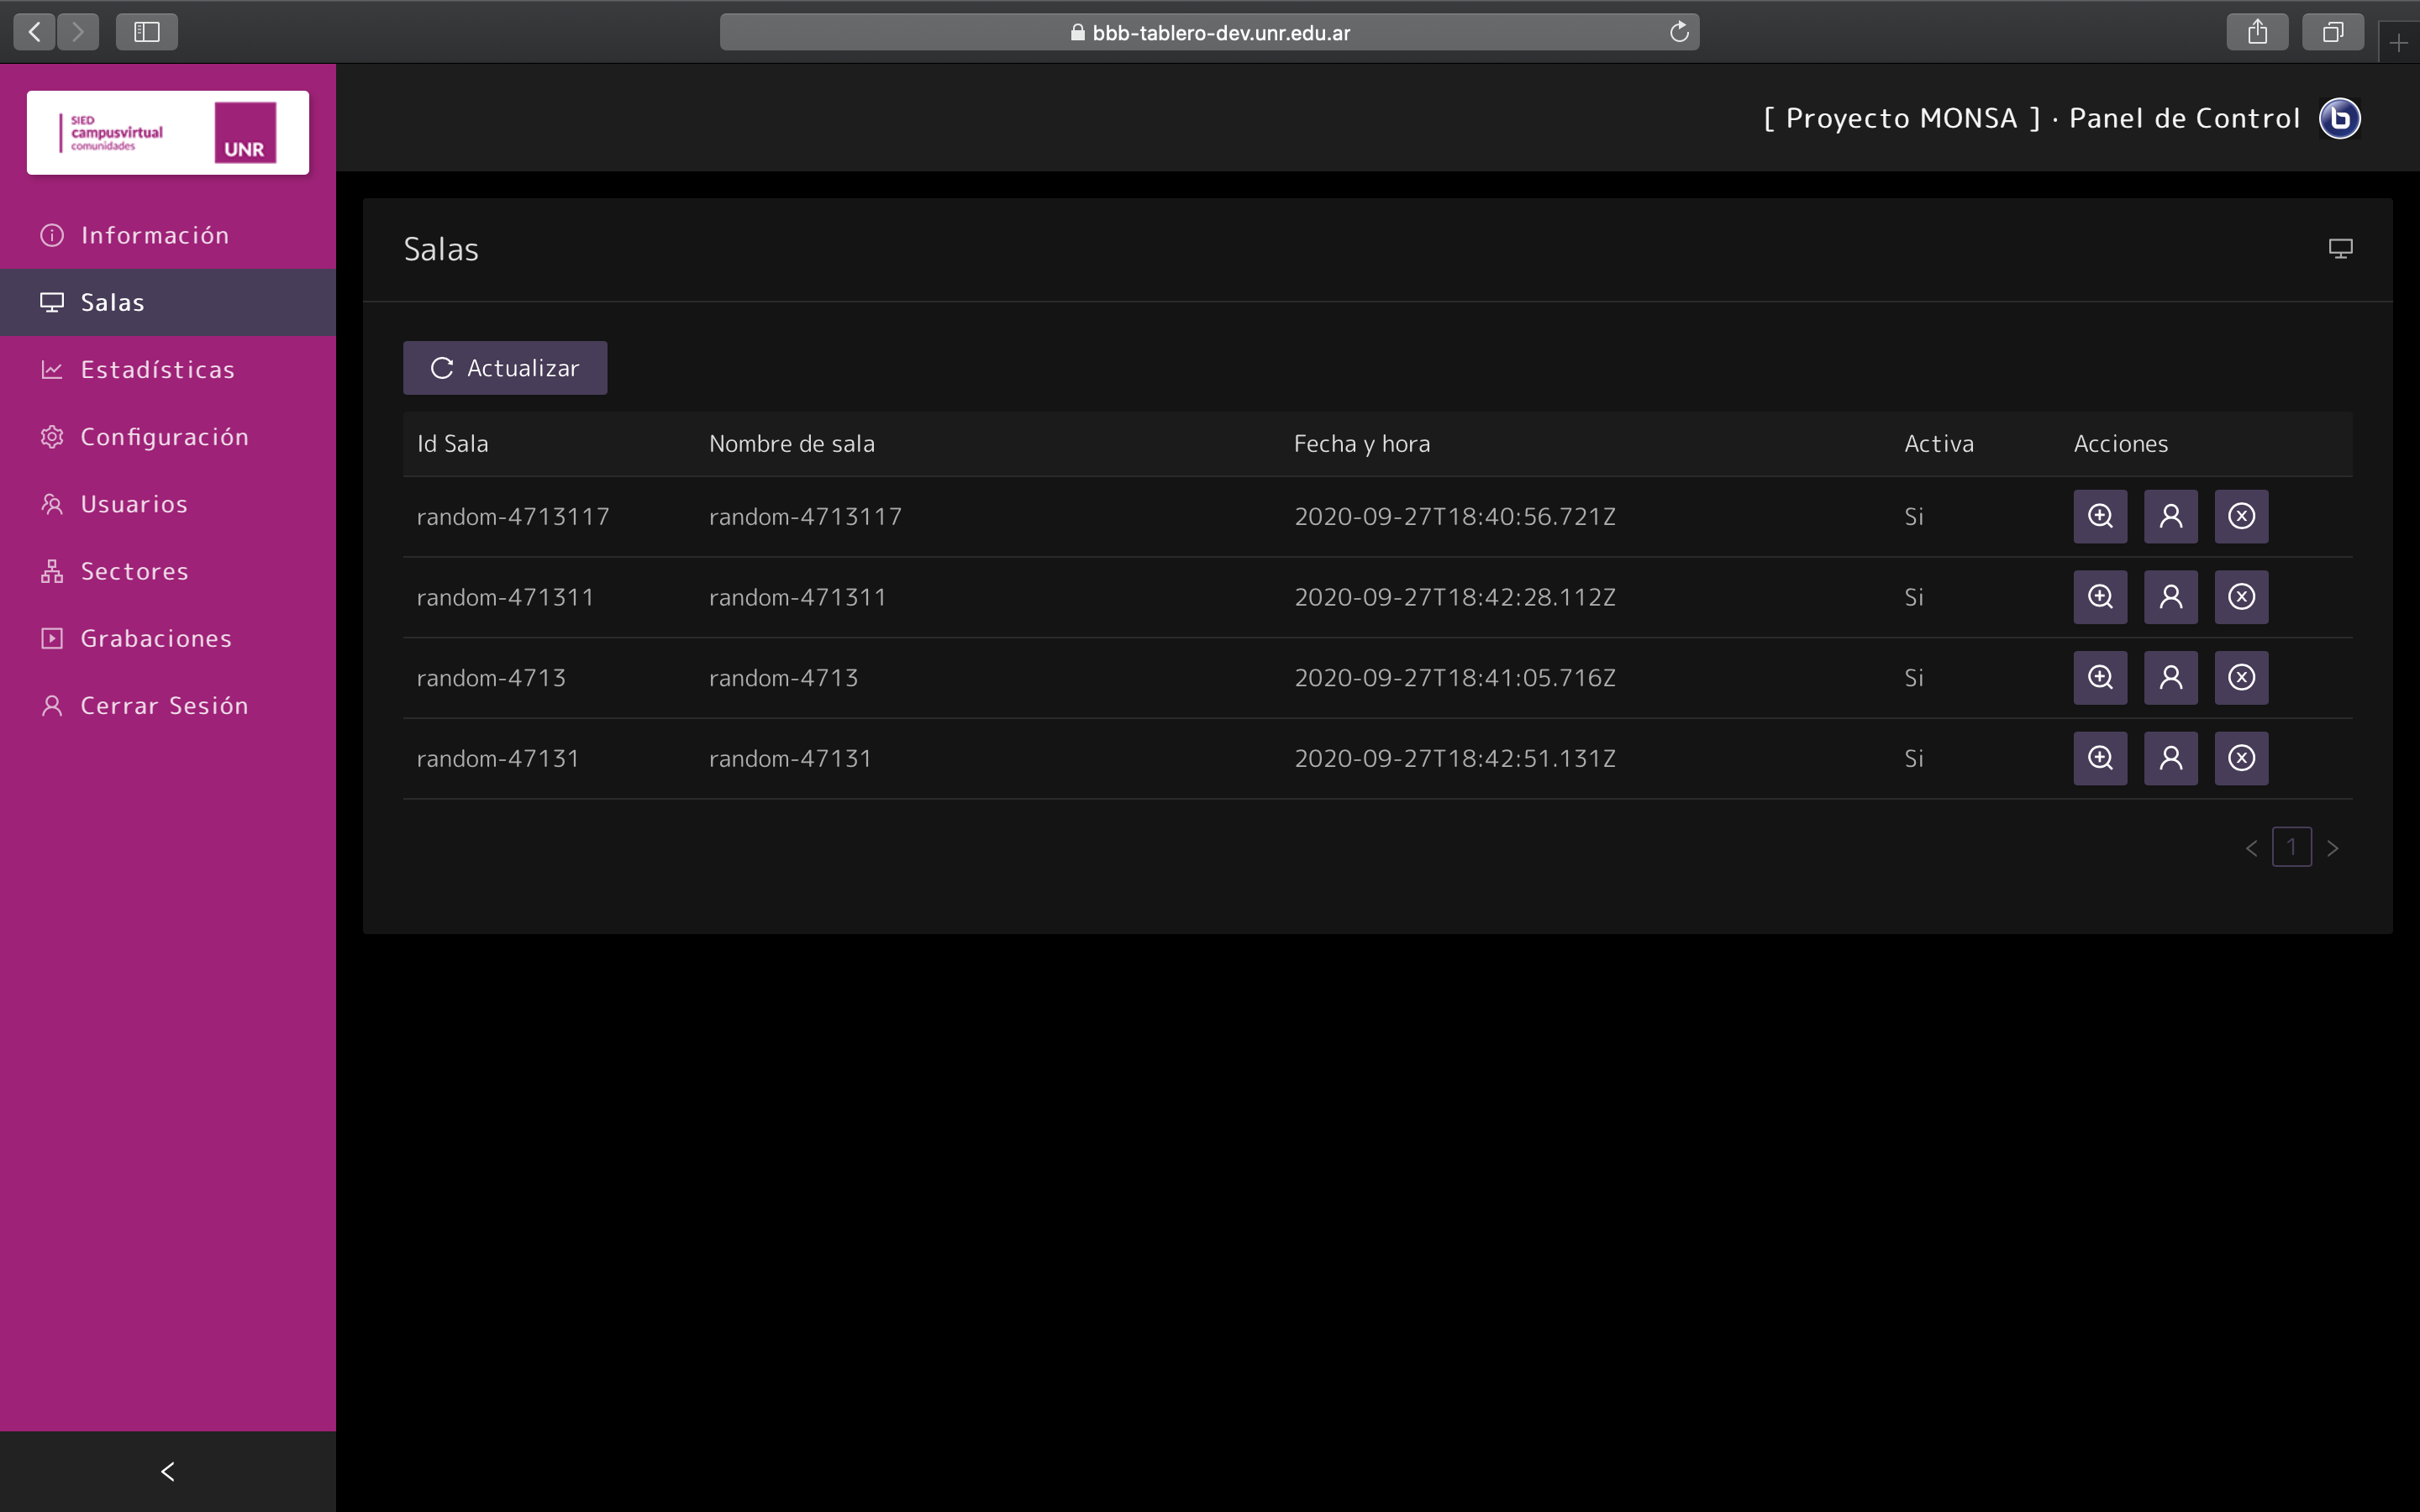 bbb-tablero-dev.unr.edu.ar
SIED
campusvirtual
comunidades
UNR
[ Proyecto MONSA ] · Panel de Control
Información
Salas
Estadísticas
Configuración
Usuarios
Sectores
Grabaciones
Cerrar Sesión
Salas
Actualizar
Id Sala Nombre de sala Fecha y hora Activa Acciones
random-4713117 random-4713117 2020-09-27T18:40:56.721Z Si
random-471311 random-471311 2020-09-27T18:42:28.112Z Si
random-4713 random-4713 2020-09-27T18:41:05.716Z Si
random-47131 random-47131 2020-09-27T18:42:51.131Z Si
1